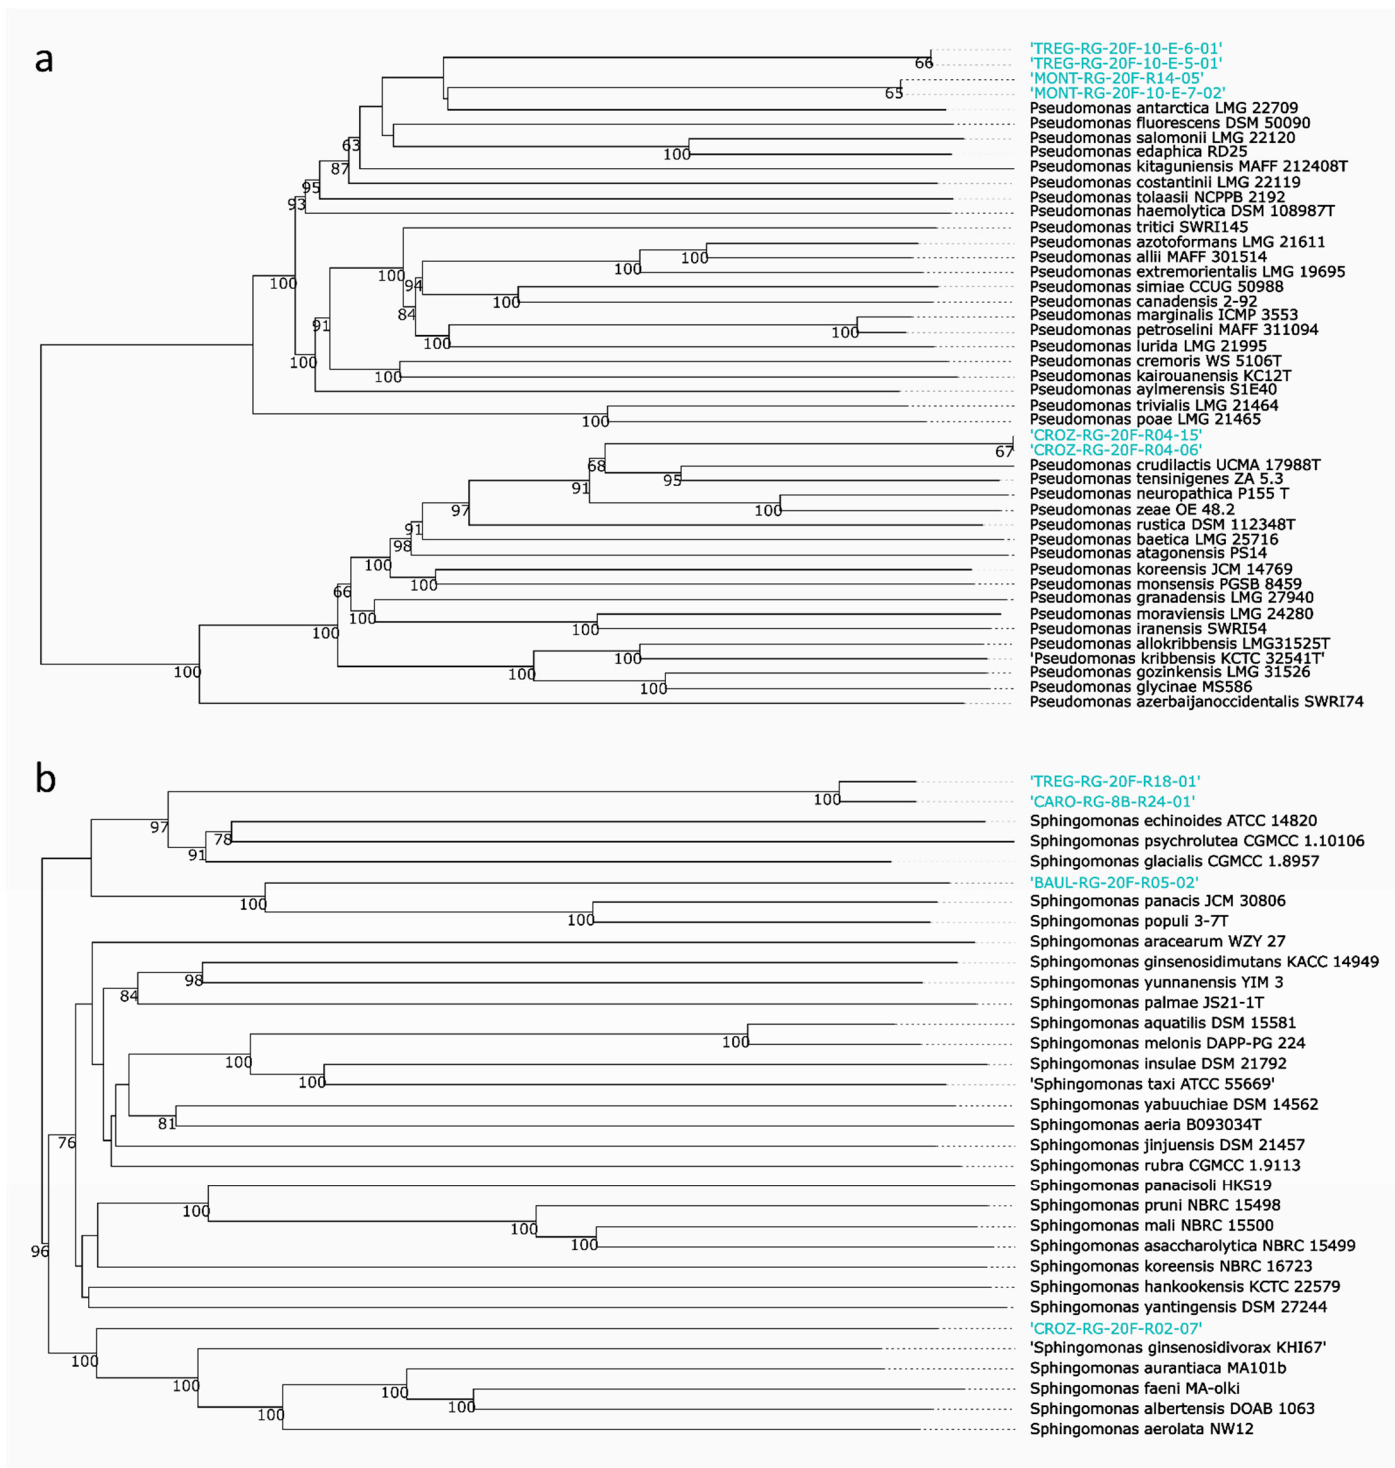 a
'TREG-RG-20F-10-E-6-01'
66
'TREG-RG-20F-10-E-5-01'
'MONT-RG-20F-R14-05'
65
'MONT-RG-20F-10-E-7-02'
Pseudomonas antarctica LMG 22709
Pseudomonas fluorescens DSM 50090
Pseudomonas salomonii LMG 22120
63
100
Pseudomonas edaphica RD25
87
Pseudomonas kitaguniensis MAFF 212408T
95
Pseudomonas costantinii LMG 22119
Pseudomonas tolaasii NCPPB 2192
93
Pseudomonas haemolytica DSM 108987T
Pseudomonas tritici SWRI145
Pseudomonas azotoformans LMG 21611
100
Pseudomonas allii MAFF 301514
100
Pseudomonas extremorientalis LMG 19695
100
100
94
Pseudomonas simiae CCUG 50988
100
Pseudomonas canadensis 2-92
84
Pseudomonas marginalis ICMP 3553
91
100
Pseudomonas petroselini MAFF 311094
100
Pseudomonas lurida LMG 21995
100
Pseudomonas cremoris WS 5106T
100
Pseudomonas kairouanensis KC12T
Pseudomonas aylmerensis S1E40
Pseudomonas trivialis LMG 21464
100
Pseudomonas poae LMG 21465
'CROZ-RG-20F-R04-15'
67
'CROZ-RG-20F-R04-06'
68
Pseudomonas crudilactis UCMA 17988T
95
Pseudomonas tensinigenes ZA 5.3
91
Pseudomonas neuropathica P155 T
97
100
Pseudomonas zeae OE 48.2
91
Pseudomonas rustica DSM 112348T
98
Pseudomonas baetica LMG 25716
Pseudomonas atagonensis PS14
100
Pseudomonas koreensis JCM 14769
100
Pseudomonas monsensis PGSB 8459
66
Pseudomonas granadensis LMG 27940
100
Pseudomonas moraviensis LMG 24280
100
100
Pseudomonas iranensis SWRI54
Pseudomonas allokribbensis LMG31525T
100
'Pseudomonas kribbensis KCTC 32541T'
100
100
Pseudomonas gozinkensis LMG 31526
100
Pseudomonas glycinae MS586
Pseudomonas azerbaijanoccidentalis SWRI74
b
'TREG-RG-20F-R18-01'
100
'CARO-RG-8B-R24-01'
97
Sphingomonas echinoides ATCC 14820
78
Sphingomonas psychrolutea CGMCC 1.10106
91
Sphingomonas glacialis CGMCC 1.8957
'BAUL-RG-20F-R05-02'
100
Sphingomonas panacis JCM 30806
100
Sphingomonas populi 3-7T
Sphingomonas aracearum WZY 27
Sphingomonas ginsenosidimutans KACC 14949
98
Sphingomonas yunnanensis YIM 3
84
Sphingomonas palmae JS21-1T
Sphingomonas aquatilis DSM 15581
100
Sphingomonas melonis DAPP-PG 224
100
Sphingomonas insulae DSM 21792
100
'Sphingomonas taxi ATCC 55669'
Sphingomonas yabuuchiae DSM 14562
81
Sphingomonas aeria B093034T
76
Sphingomonas jinjuensis DSM 21457
Sphingomonas rubra CGMCC 1.9113
Sphingomonas panacisoli HKS19
100
Sphingomonas pruni NBRC 15498
100
Sphingomonas mali NBRC 15500
96
100
Sphingomonas asaccharolytica NBRC 15499
Sphingomonas koreensis NBRC 16723
Sphingomonas hankookensis KCTC 22579
Sphingomonas yantingensis DSM 27244
'CROZ-RG-20F-R02-07'
100
'Sphingomonas ginsenosidivorax KHI67'
100
Sphingomonas aurantiaca MA101b
100
Sphingomonas faeni MA-olki
100
Sphingomonas albertensis DOAB 1063
100
Sphingomonas aerolata NW12